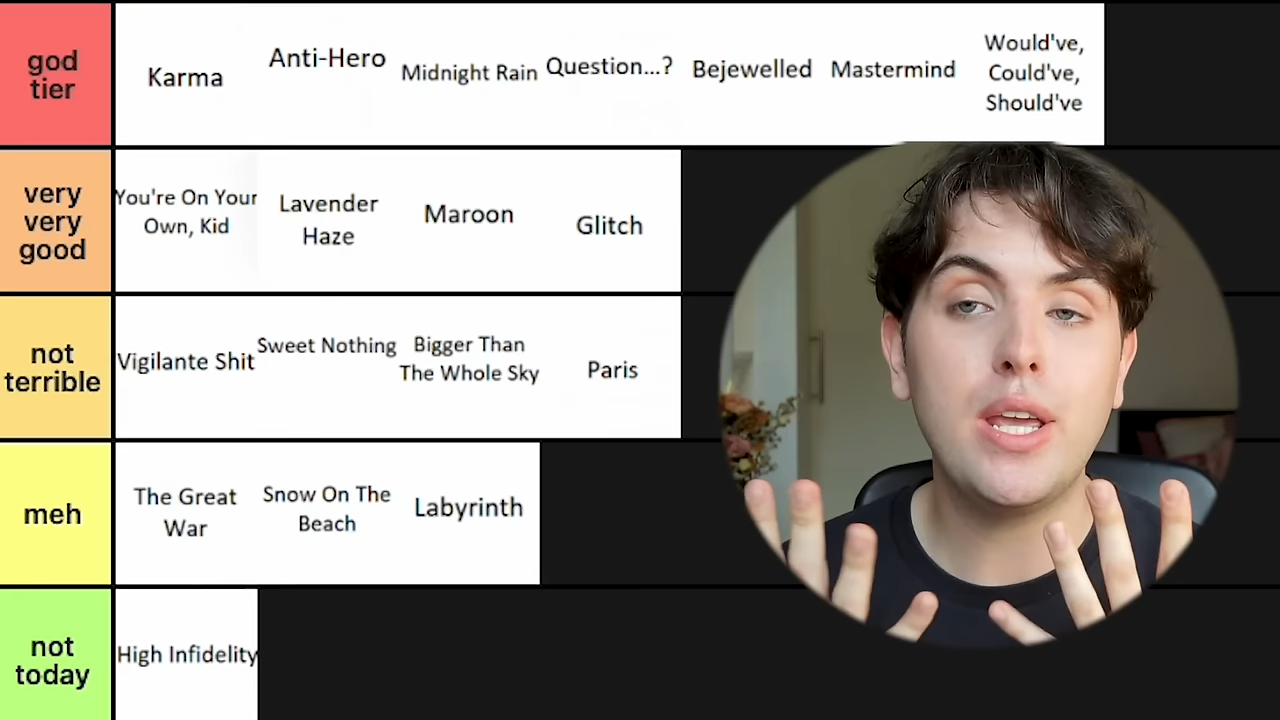 god
tier
Karma
Anti-Hero
Midnight Rain
Question...?
Bejewelled
Mastermind
Would've,
Could've,
Should've
very
very
good
You're On Your
Own, Kid
Lavender
Haze
Maroon
Glitch
not
terrible
Vigilante Shit
Sweet Nothing
Bigger Than
The Whole Sky
Paris
meh
The Great
War
Snow On The
Beach
Labyrinth
not
today
High Infidelity